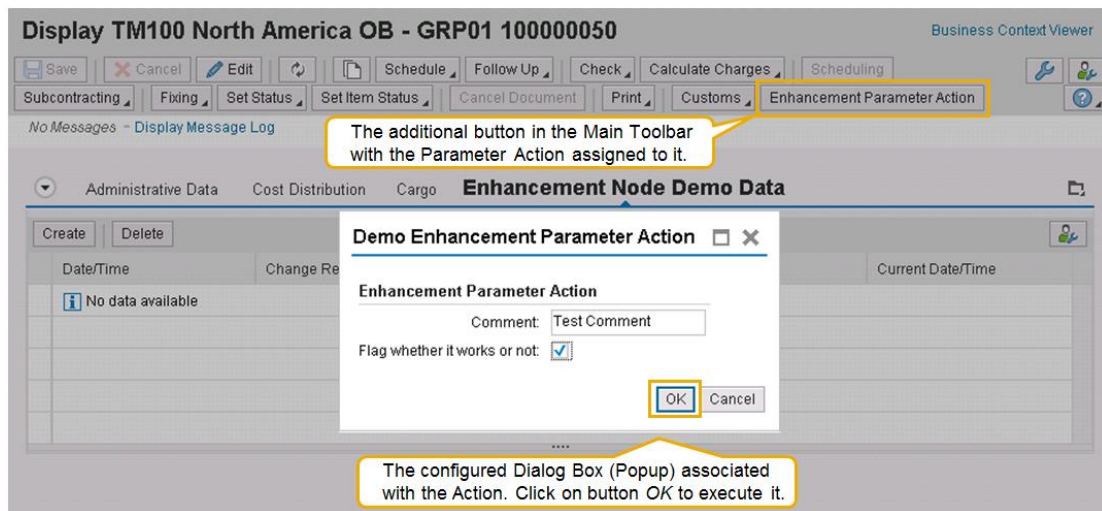 Display TM100 North America OB - GRP01 100000050
Business Context Viewer
Save Cancel Edit Schedule Follow Up Check Calculate Charges Scheduling
Subcontracting Fixing Set Status Set Item Status Cancel Document Print Customs Enhancement Parameter Action
No Messages - Display Message Log
The additional button in the Main Toolbar
with the Parameter Action assigned to it.
Administrative Data Cost Distribution Cargo Enhancement Node Demo Data
Create Delete
Demo Enhancement Parameter Action
Date/Time Change Re Current Date/Time
No data available
Enhancement Parameter Action
Comment: Test Comment
Flag whether it works or not:
OK Cancel
The configured Dialog Box (Popup) associated
with the Action. Click on button OK to execute it.